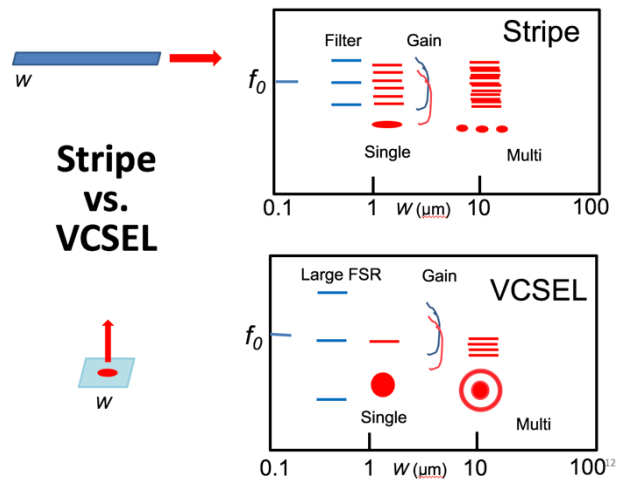 w
Stripe
vs.
VCSEL
w
Stripe
Filter
Gain
f0
Single
Multi
0.1
1
w (µm)
10
100
VCSEL
Large FSR
Gain
f0
Single
Multi
0.1
1
w (µm)
10
100
12